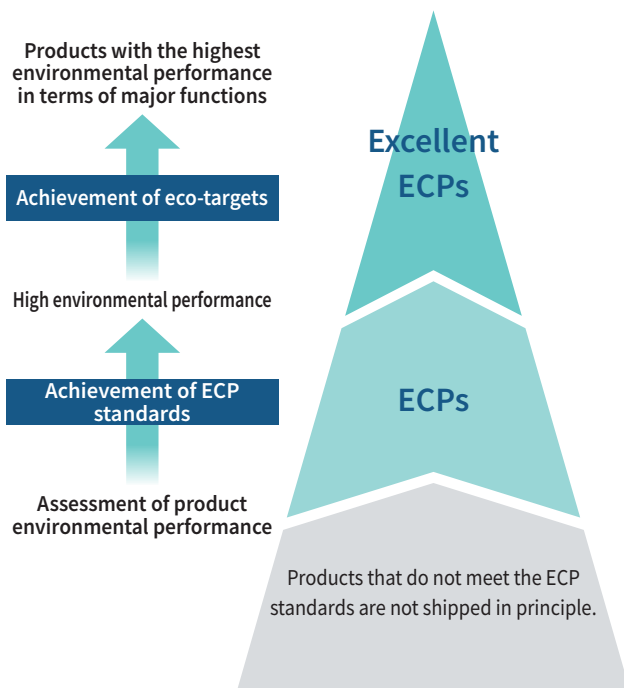 Products with the highest
environmental performance
in terms of major functions
Achievement of eco-targets
High environmental performance
Achievement of ECP
standards
Assessment of product
environmental performance
Excellent
ECPs
ECPs
Products that do not meet the ECP
standards are not shipped in principle.